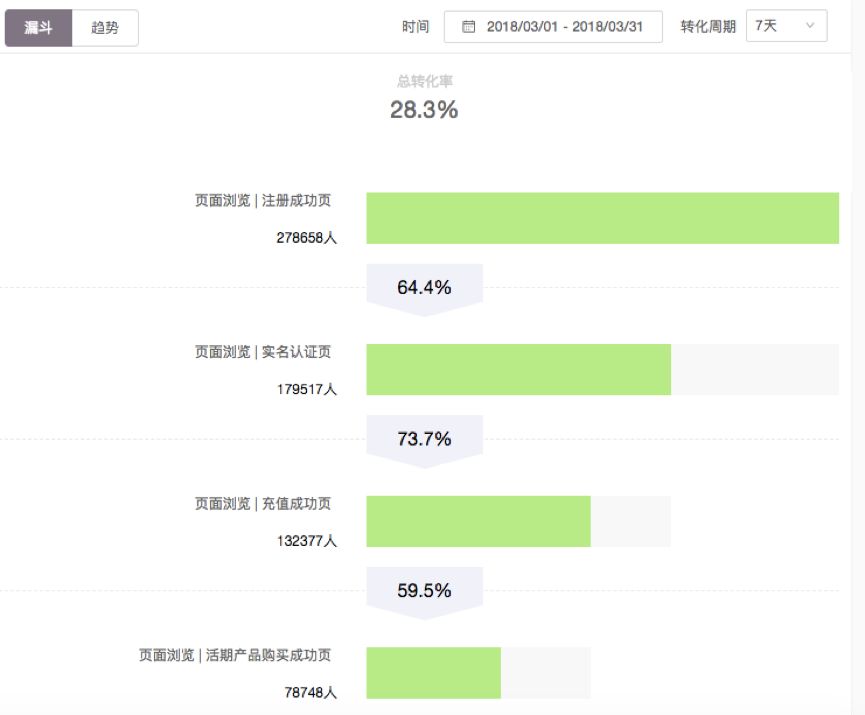 漏斗 趋势 时间 2018/03/01 - 2018/03/31 转化周期 7天
总转化率
28.3%
页面浏览 | 注册成功页
278658人
64.4%
页面浏览 | 实名认证页
179517人
73.7%
页面浏览 | 充值成功页
132377人
59.5%
页面浏览 | 活期产品购买成功页
78748人